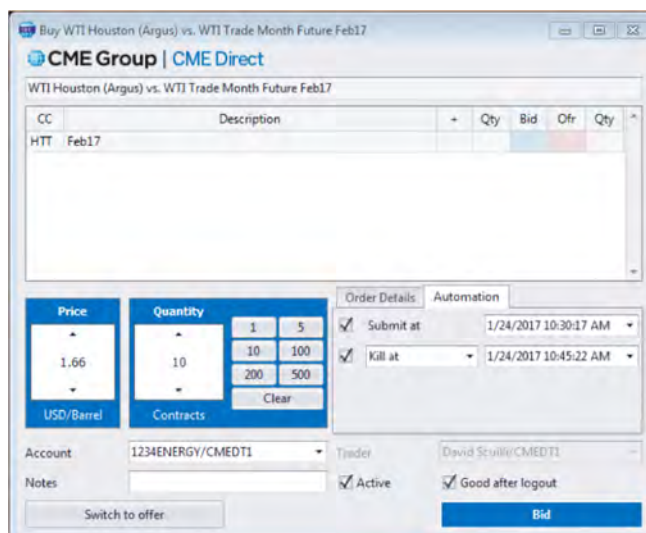 Buy WTI Houston (Argus) vs. WTI Trade Month Future Feb17
CME Group | CME Direct
WTI Houston (Argus) vs. WTI Trade Month Future Feb17
CC Description + Qty Bid Ofr Qty
HTT Feb17
Order Details Automation
Price Quantity
1 5
Submit at 1/24/2017 10:30:17 AM
1.66 10
10 100
Kill at 1/24/2017 10:45:22 AM
200 500
Clear
USD/Barrel Contracts
Account 1234ENERGY/CMEDT1 Trader David Scuilli/CMEDT1
Notes Active Good after logout
Switch to offer Bid